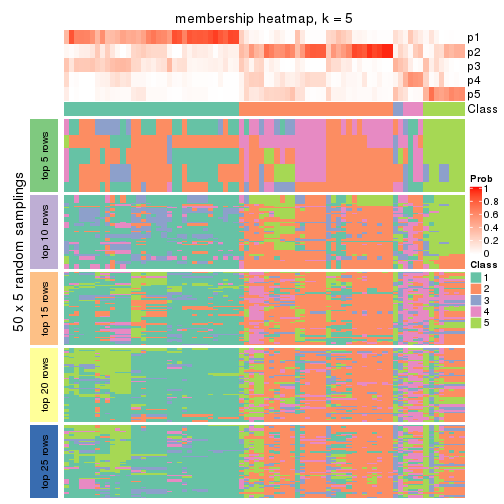 membership heatmap, k = 5
p1
p2
p3
p4
p5
Class
50 x 5 random samplings
top 5 rows
top 10 rows
top 15 rows
top 20 rows
top 25 rows
Prob
1
0.8
0.6
0.4
0.2
0
Class
1
2
3
4
5